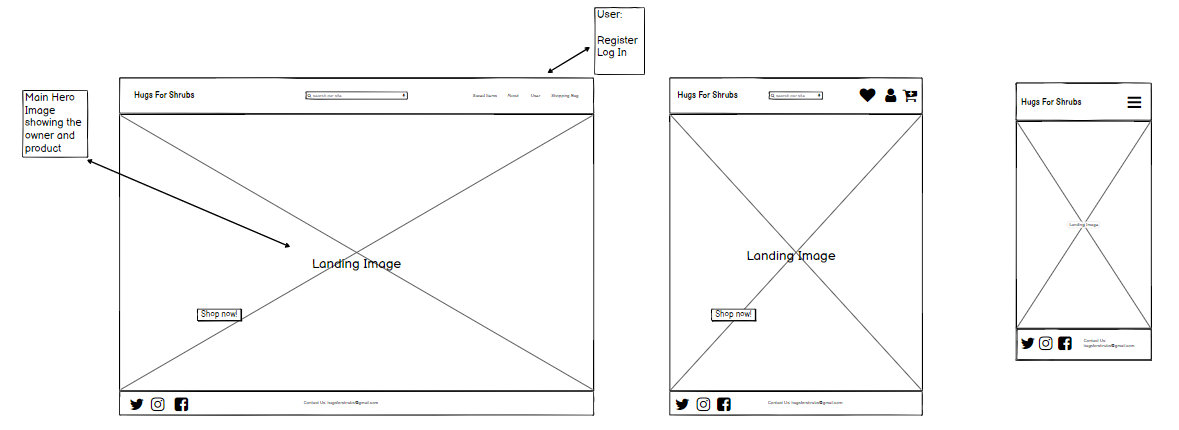 User:
Register
Log In
Main Hero
Image
showing the
owner and
product
Hugs For Shrubs
search our site
Saved Items
About
User
Shopping Bag
Landing Image
Shop now!
Contact Us: hugsforshrubs@gmail.com
Hugs For Shrubs
search our site
Landing Image
Shop now!
Contact Us: hugsforshrubs@gmail.com
Hugs For Shrubs
Landing Image
Contact Us:
hugsforshrubs@gmail.com